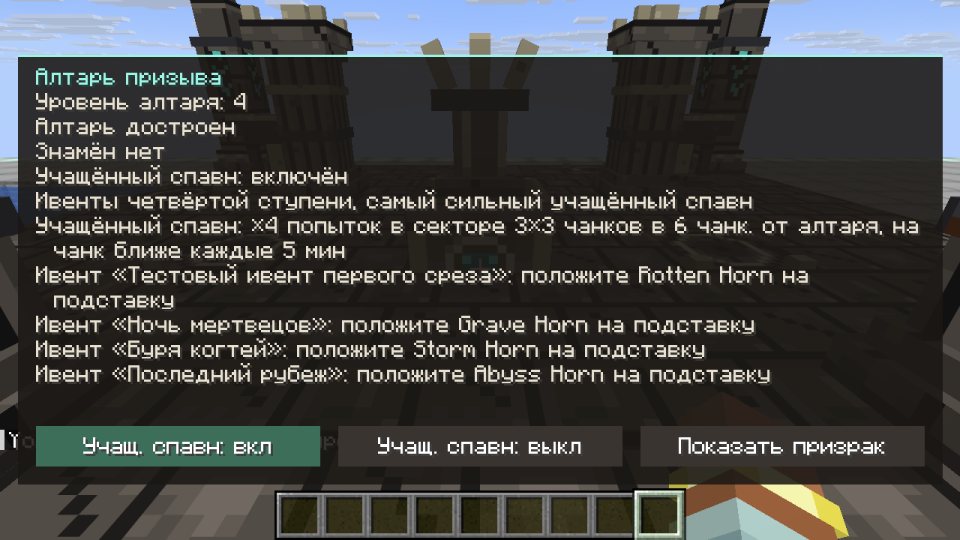 Алтарь призыва
Уровень алтаря: 4
Алтарь достроен
Знамён нет
Учащённый спавн: включён
Ивенты четвёртой ступени, самый сильный учащённый спавн
Учащённый спавн: ×4 попыток в секторе 3×3 чанков в 6 чанк. от алтаря, на
чанк ближе каждые 5 мин
Ивент «Тестовый ивент первого среза»: положите Rotten Horn на
подставку
Ивент «Ночь мертвецов»: положите Grave Horn на подставку
Ивент «Буря когтей»: положите Storm Horn на подставку
Ивент «Последний рубеж»: положите Abyss Horn на подставку
Учащ. спавн: вкл
Учащ. спавн: выкл
Показать призрак